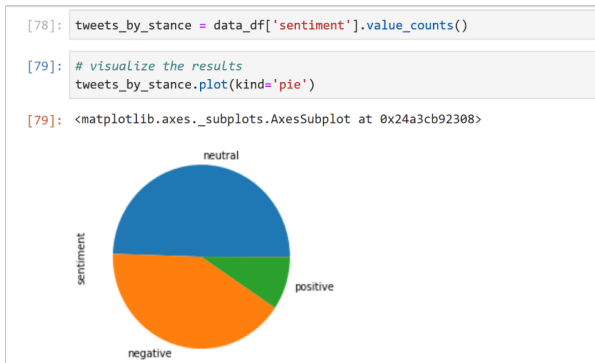 [78]: tweets_by_stance = data_df['sentiment'].value_counts()
[79]: # visualize the results
tweets_by_stance.plot(kind='pie')
[79]: <matplotlib.axes._subplots.AxesSubplot at 0x24a3cb92308>
neutral
sentiment
positive
negative